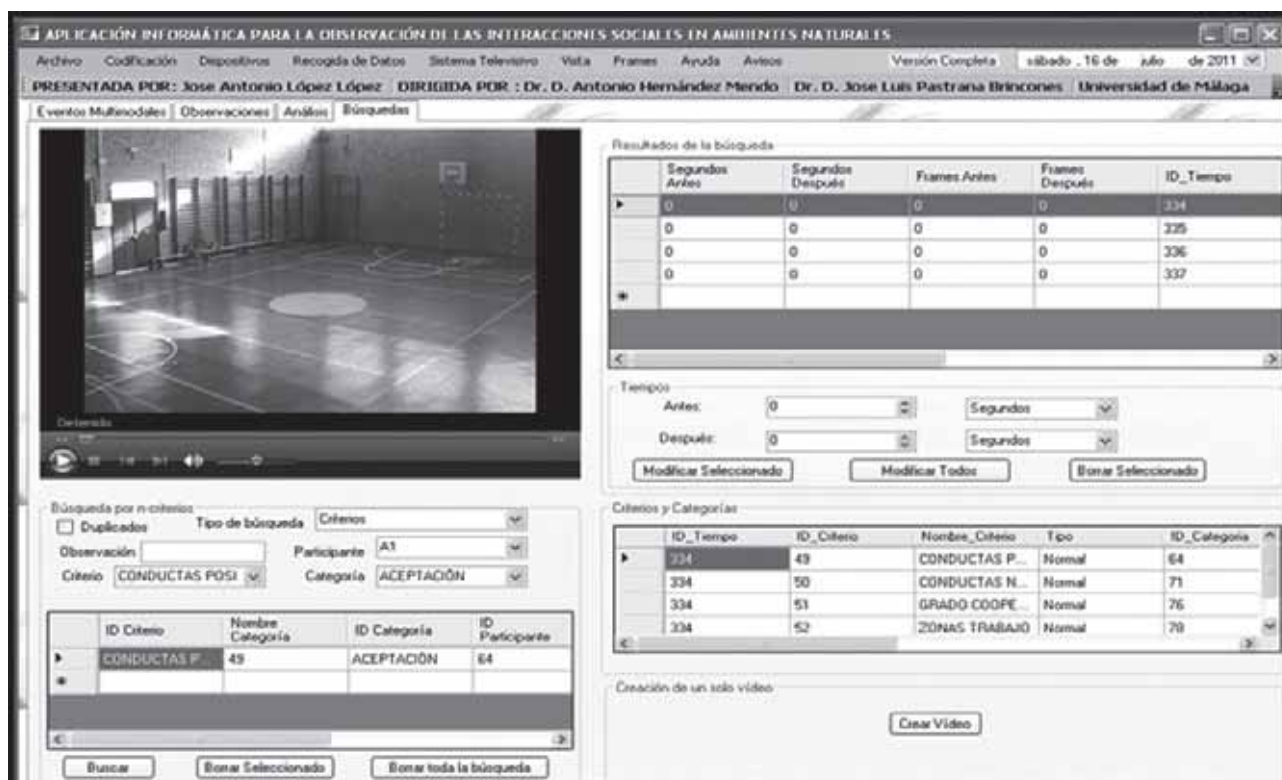 APLICACIÓN INFORMÁTICA PARA LA OBSERVACIÓN DE LAS INTERACCIONES SOCIALES EN AMBIENTES NATURALES
Archivo Codificación Dispositivos Recogida de Datos Sistema Televisivo Vista Frames Ayuda Avisos Versión Completa sábado , 16 de julio de 2011
PRESENTADA POR: Jose Antonio López López DIRIGIDA POR : Dr. D. Antonio Hernández Mendo Dr. D. Jose Luis Pastrana Brincones Universidad de Málaga
Eventos Multimodales Observaciones Análisis Búsquedas
Detenido
Búsqueda por n-criterios
Duplicados Tipo de búsqueda Criterios
Observación Participante A1
Criterio CONDUCTAS POSI Categoría ACEPTACIÓN
ID Criterio Nombre Categoría ID Categoría ID Participante
CONDUCTAS P... 49 ACEPTACIÓN 64
Buscar Borrar Seleccionado Borrar toda la búsqueda
Resultados de la búsqueda
Segundos Antes Segundos Después Frames Antes Frames Después ID_Tiempo
0 0 0 0 334
0 0 0 0 335
0 0 0 0 336
0 0 0 0 337
Tiempos
Antes: 0 Segundos
Después: 0 Segundos
Modificar Seleccionado Modificar Todos Borrar Seleccionado
Criterios y Categorías
ID_Tiempo ID_Criterio Nombre_Criterio Tipo ID_Categoria
334 49 CONDUCTAS P... Normal 64
334 50 CONDUCTAS N... Normal 71
334 51 GRADO COOPE... Normal 76
334 52 ZONAS TRABAJO Normal 78
Creación de un solo vídeo
Crear Vídeo